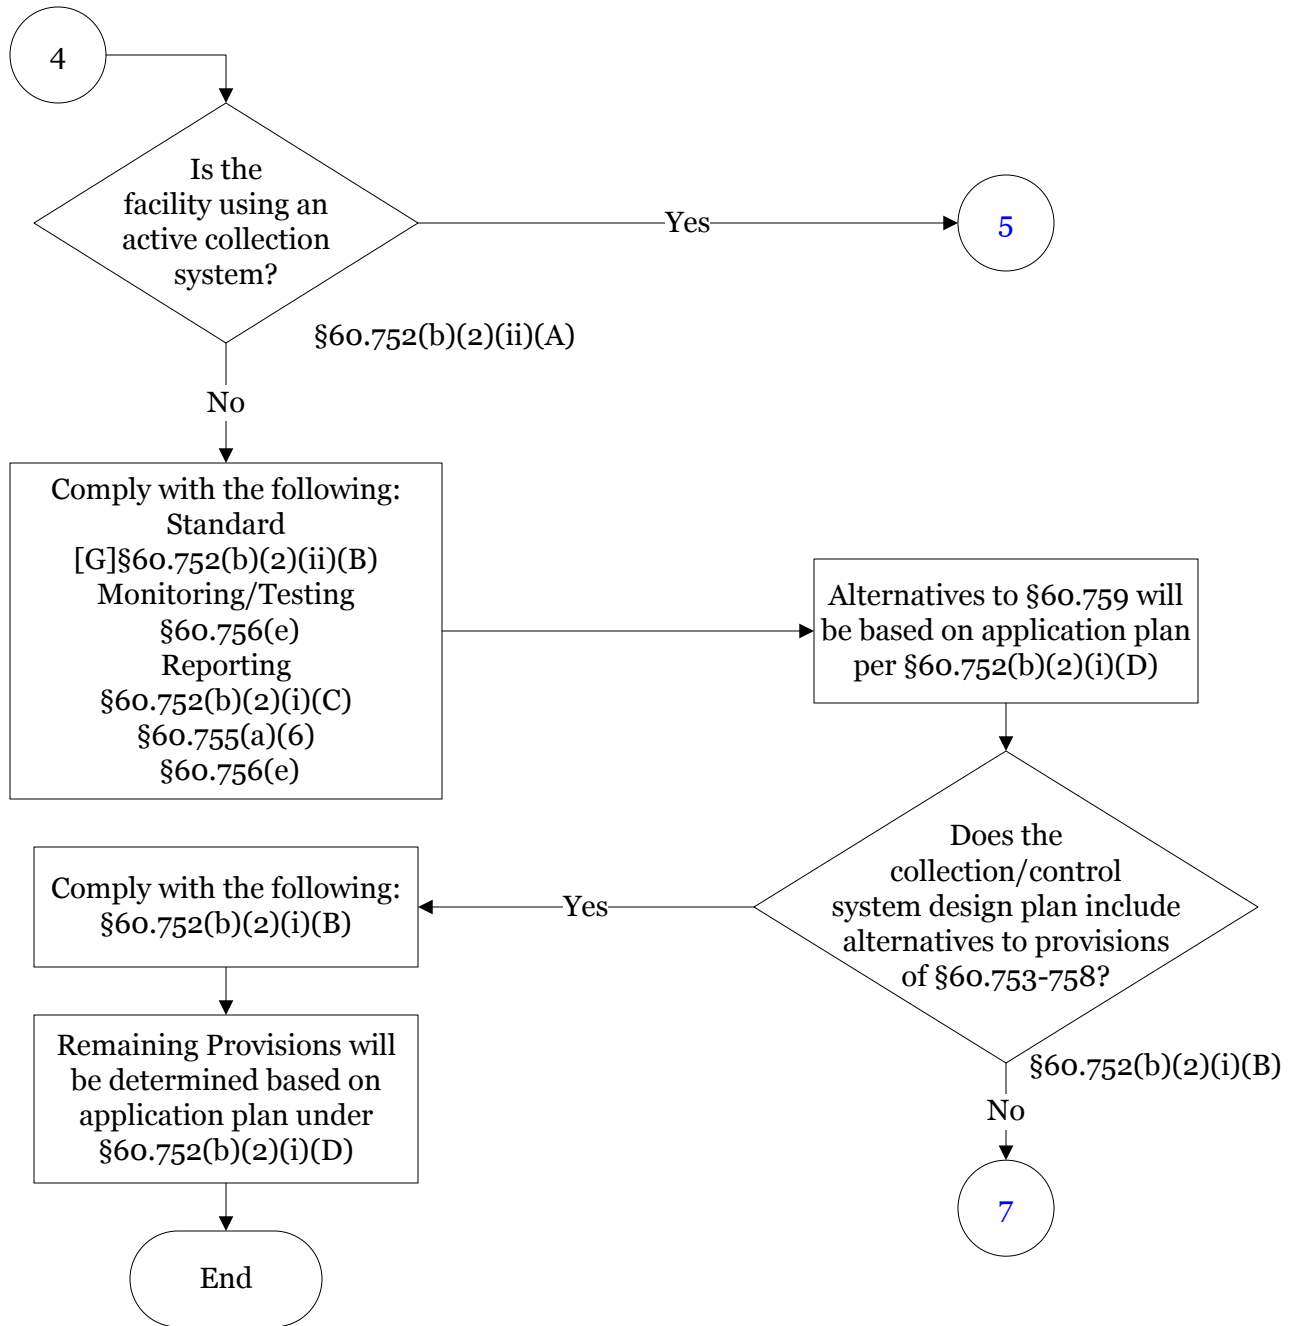 4
Is the
facility using an
active collection
system?
Yes
5
§60.752(b)(2)(ii)(A)
No
Comply with the following:
Standard
[G]§60.752(b)(2)(ii)(B)
Monitoring/Testing
§60.756(e)
Reporting
§60.752(b)(2)(i)(C)
§60.755(a)(6)
§60.756(e)
Alternatives to §60.759 will
be based on application plan
per §60.752(b)(2)(i)(D)
Does the
collection/control
system design plan include
alternatives to provisions
of §60.753-758?
§60.752(b)(2)(i)(B)
Yes
Comply with the following:
§60.752(b)(2)(i)(B)
Remaining Provisions will
be determined based on
application plan under
§60.752(b)(2)(i)(D)
End
No
7